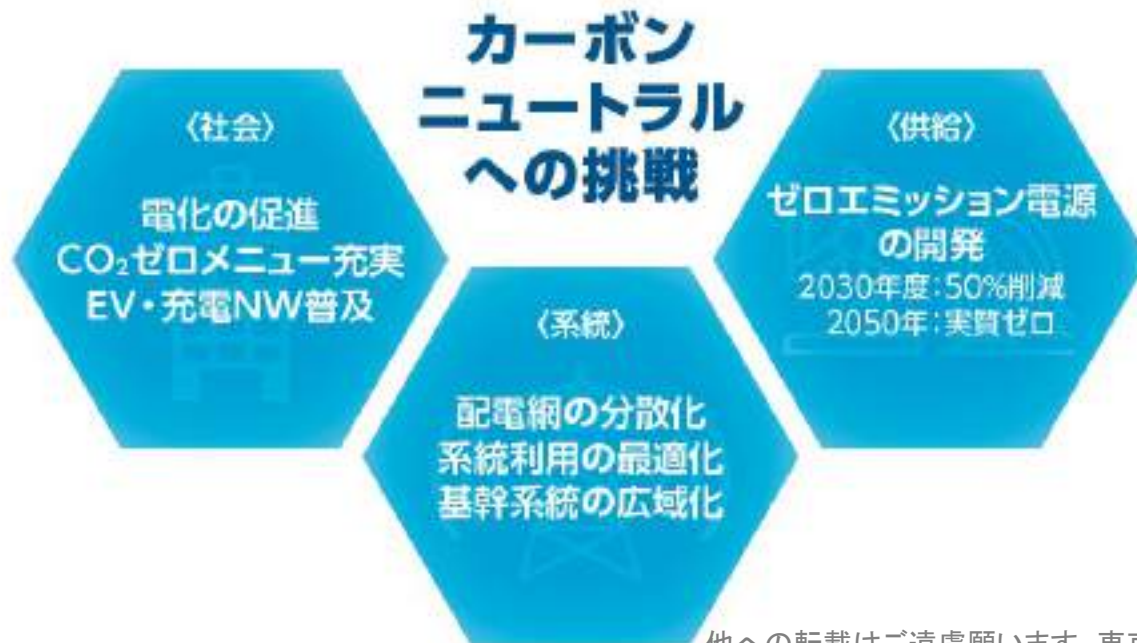 カーボン
ニュートラル
への挑戦
〈社会〉
電化の促進
CO₂ゼロメニュー充実
EV・充電NW普及
〈系統〉
配電網の分散化
系統利用の最適化
基幹系統の広域化
〈供給〉
ゼロエミッション電源
の開発
2030年度：50%削減
2050年：実質ゼロ
他への転載はご遠慮願います